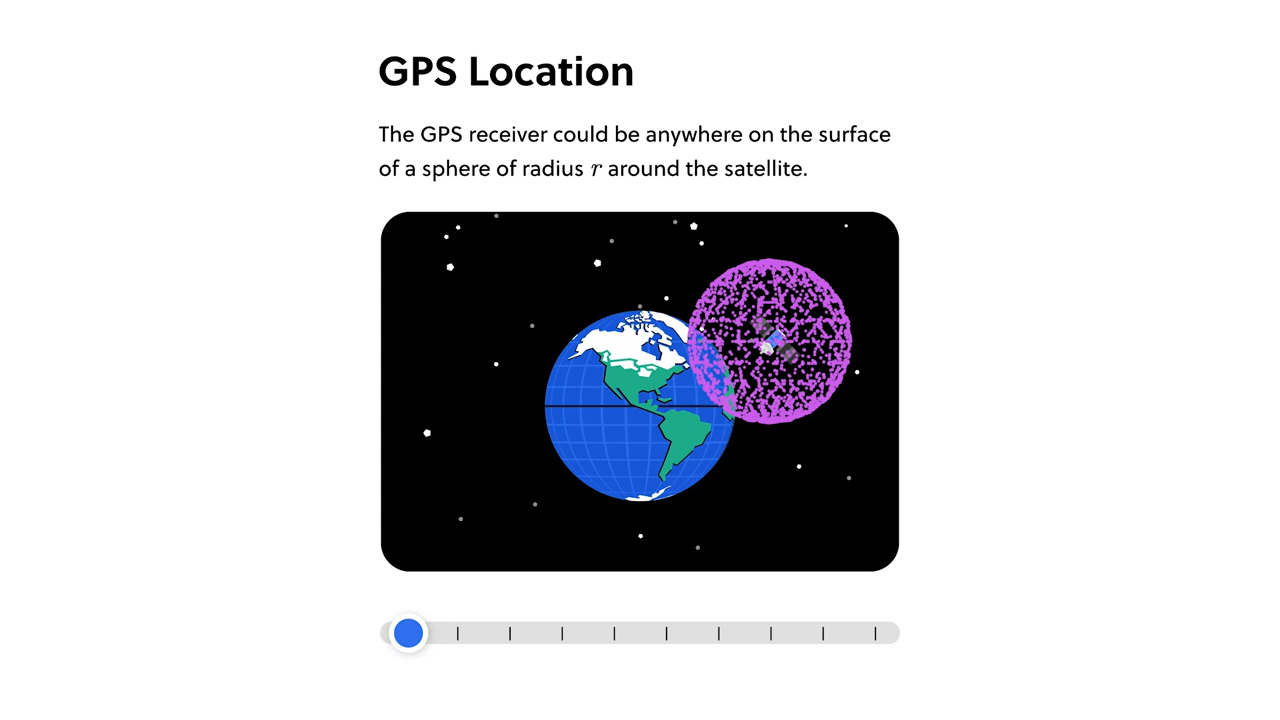 GPS Location
The GPS receiver could be anywhere on the surface
of a sphere of radius r around the satellite.